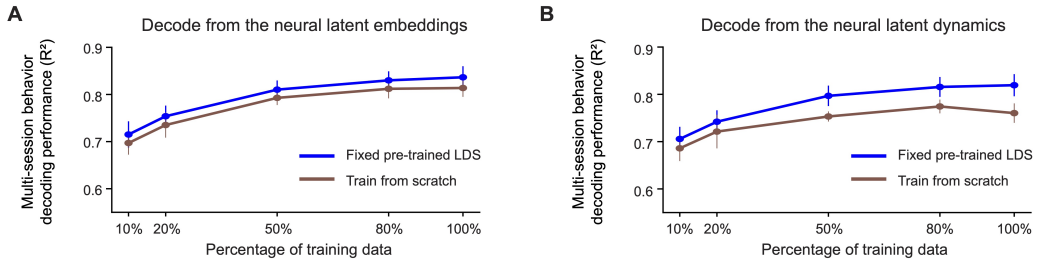 A
Decode from the neural latent embeddings
Multi-session behavior
decoding performance (R²)
0.9
0.8
0.7
0.6
Fixed pre-trained LDS
Train from scratch
10% 20% 50% 80% 100%
Percentage of training data
B
Decode from the neural latent dynamics
Multi-session behavior
decoding performance (R²)
0.9
0.8
0.7
0.6
Fixed pre-trained LDS
Train from scratch
10% 20% 50% 80% 100%
Percentage of training data